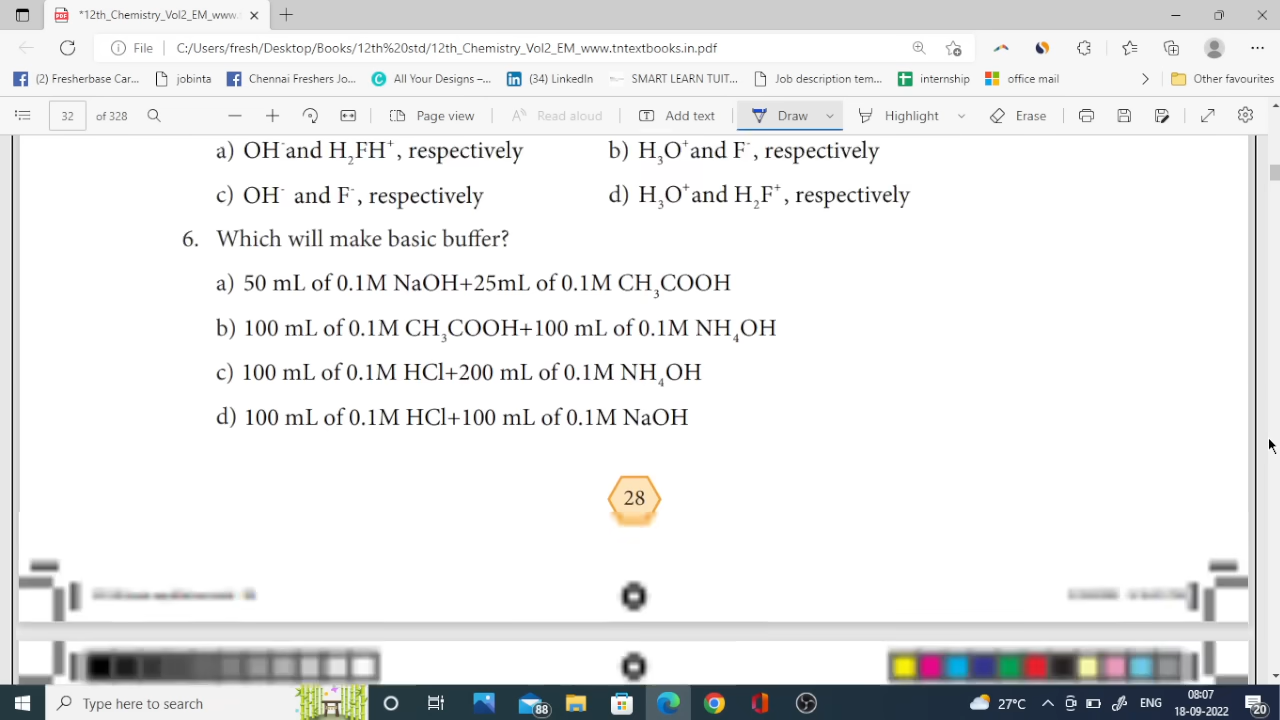 *12th_Chemistry_Vol2_EM_www.
File C:/Users/fresh/Desktop/Books/12th%20std/12th_Chemistry_Vol2_EM_www.tntextbooks.in.pdf
(2) Fresherbase Car... jobinta Chennai Freshers Jo... All Your Designs –... (34) LinkedIn SMART LEARN TUIT... Job description tem... internship office mail Other favourites
32 of 328 Page view Read aloud Add text Draw Highlight Erase
a) OH⁻and H₂FH⁺, respectively b) H₃O⁺and F⁻, respectively
c) OH⁻ and F⁻, respectively d) H₃O⁺and H₂F⁺, respectively
6. Which will make basic buffer?
a) 50 mL of 0.1M NaOH+25mL of 0.1M CH₃COOH
b) 100 mL of 0.1M CH₃COOH+100 mL of 0.1M NH₄OH
c) 100 mL of 0.1M HCl+200 mL of 0.1M NH₄OH
d) 100 mL of 0.1M HCl+100 mL of 0.1M NaOH
28
Type here to search 88 27°C ENG 08:07
18-09-2022 20